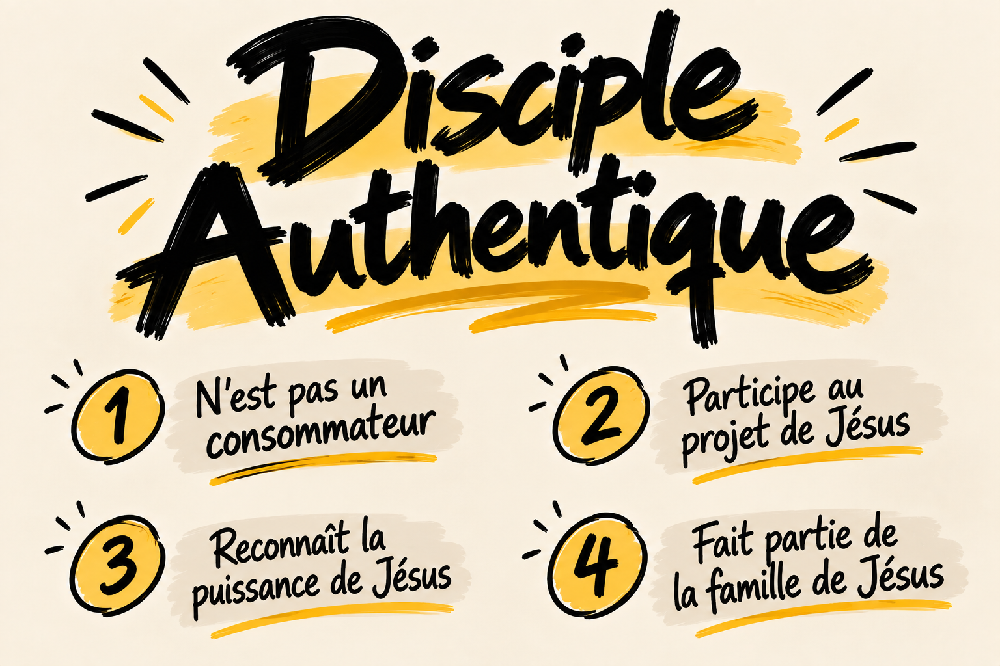 Disciple
Authentique
1
N'est pas un
consommateur
2
Participe au
projet de Jésus
3
Reconnaît la
puissance de Jésus
4
Fait partie de
la famille de Jésus